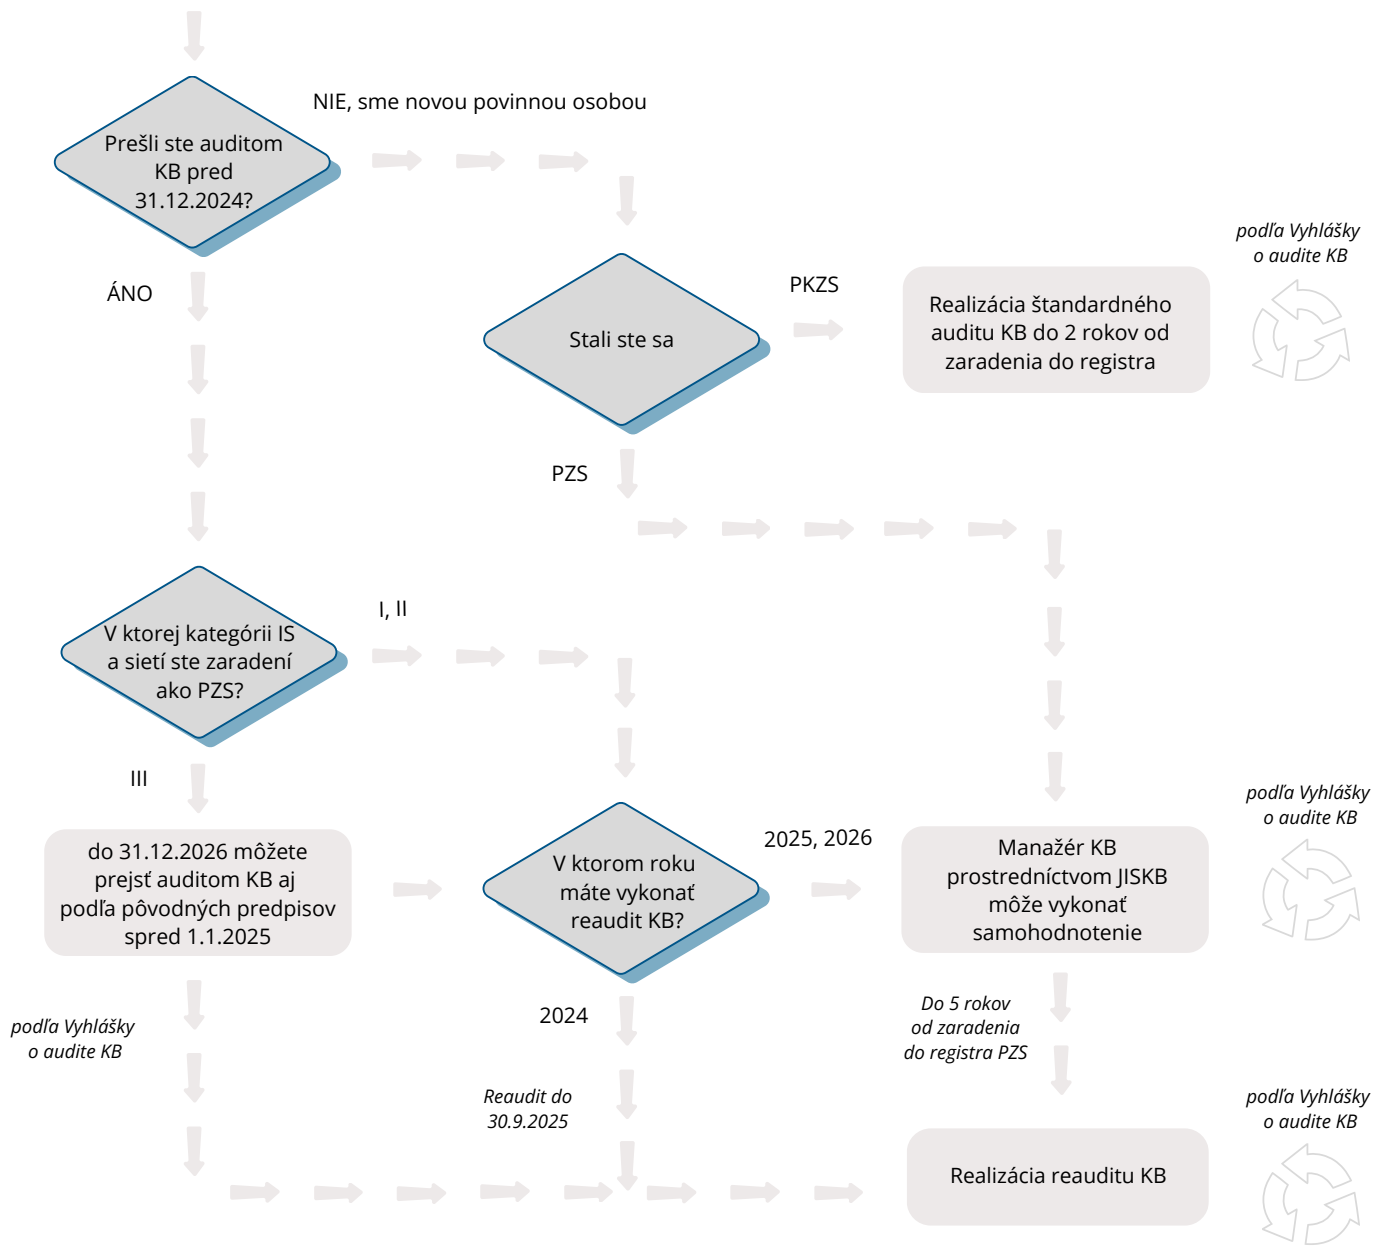 NIE, sme novou povinnou osobou
Prešli ste auditom
KB pred
31.12.2024?
ÁNO
Stali ste sa
PKZS
Realizácia štandardného
auditu KB do 2 rokov od
zaradenia do registra
podľa Vyhlášky
o audite KB
PZS
V ktorej kategórii IS
a sietí ste zaradení
ako PZS?
I, II
III
do 31.12.2026 môžete
prejsť auditom KB aj
podľa pôvodných predpisov
spred 1.1.2025
V ktorom roku
máte vykonať
reaudit KB?
2025, 2026
Manažér KB
prostredníctvom JISKB
môže vykonať
samohodnotenie
podľa Vyhlášky
o audite KB
podľa Vyhlášky
o audite KB
2024
Reaudit do
30.9.2025
Do 5 rokov
od zaradenia
do registra PZS
Realizácia reauditu KB
podľa Vyhlášky
o audite KB